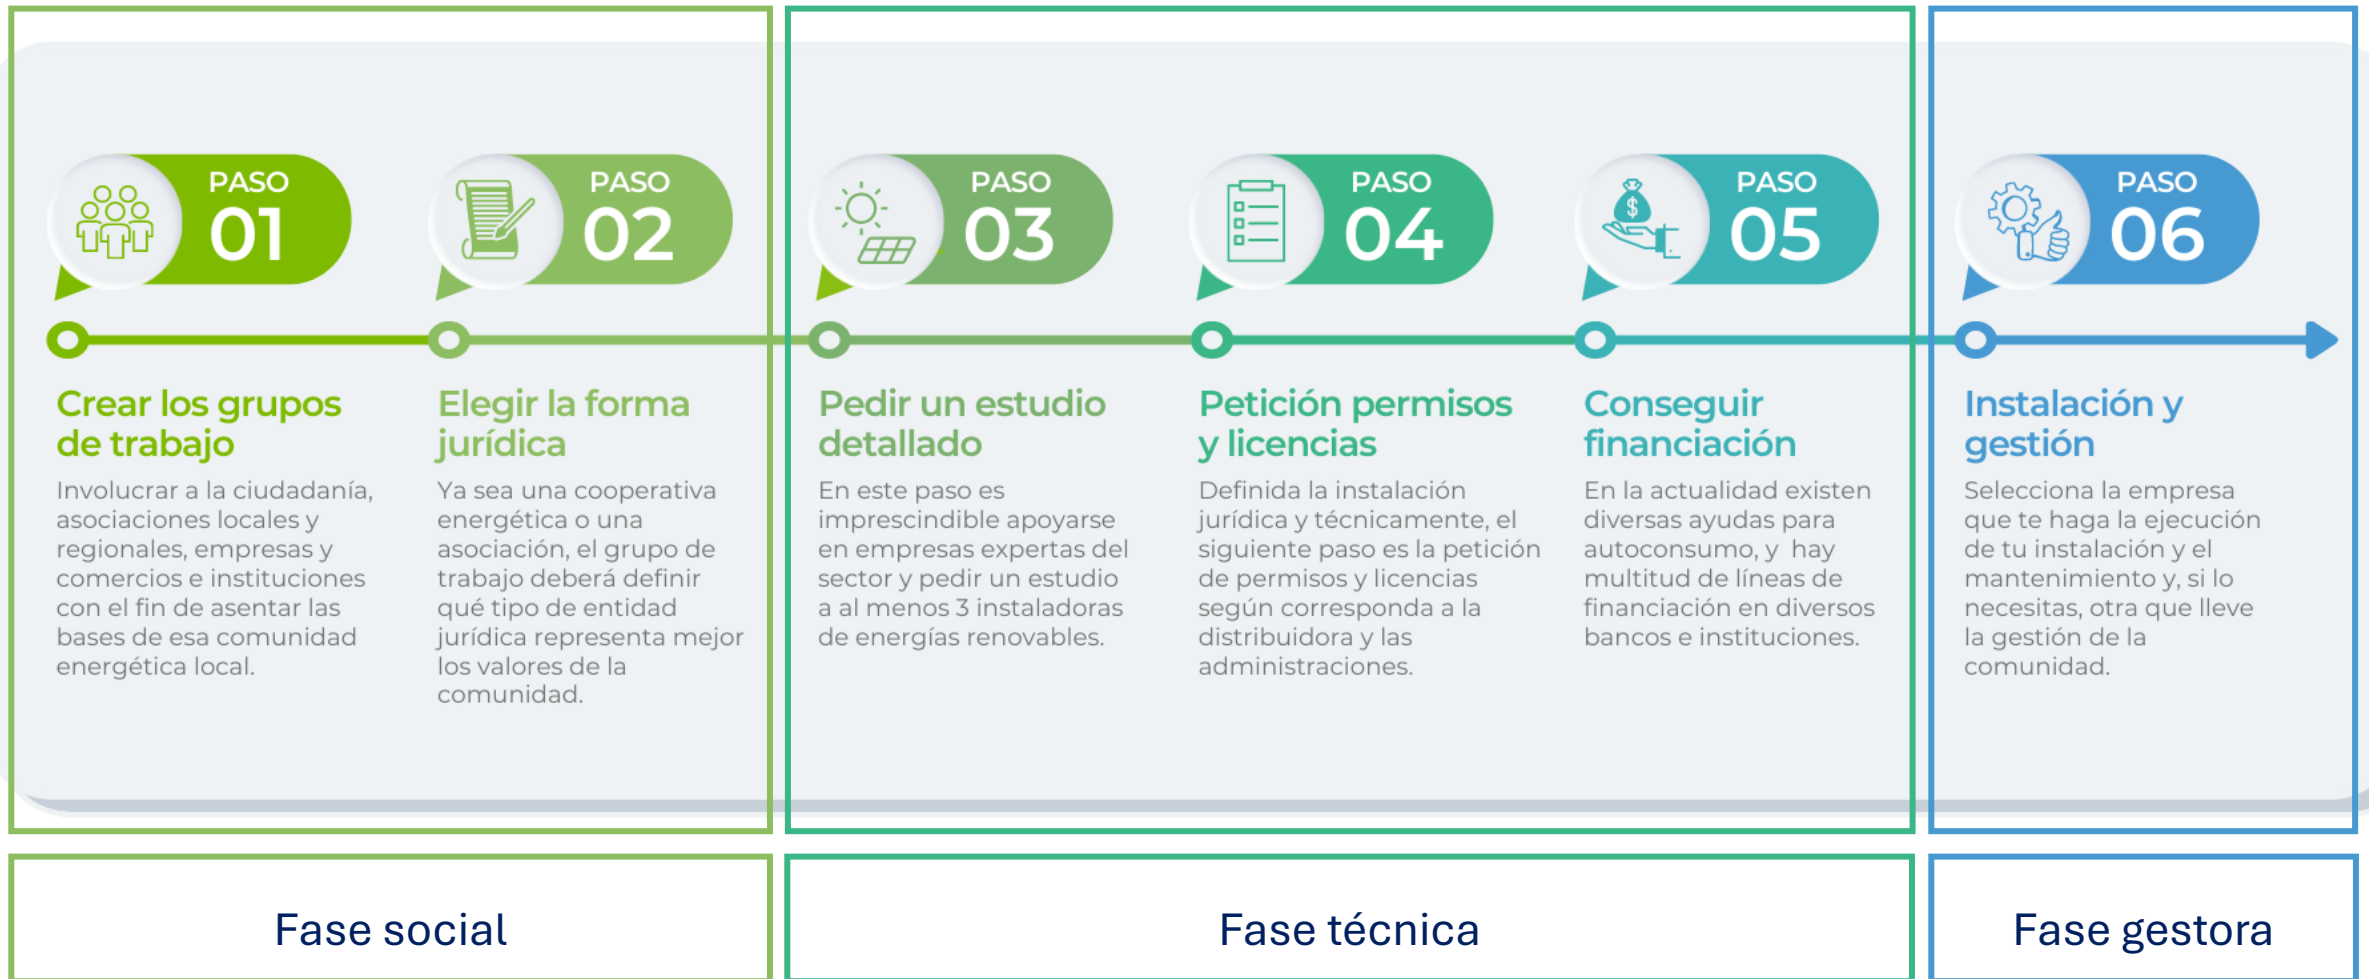 PASO
01
Crear los grupos
de trabajo
Involucrar a la ciudadanía,
asociaciones locales y
regionales, empresas y
comercios e instituciones
con el fin de asentar las
bases de esa comunidad
energética local.
PASO
02
Elegir la forma
jurídica
Ya sea una cooperativa
energética o una
asociación, el grupo de
trabajo deberá definir
qué tipo de entidad
jurídica representa mejor
los valores de la
comunidad.
PASO
03
Pedir un estudio
detallado
En este paso es
imprescindible apoyarse
en empresas expertas del
sector y pedir un estudio
a al menos 3 instaladoras
de energías renovables.
PASO
04
Petición permisos
y licencias
Definida la instalación
jurídica y técnicamente, el
siguiente paso es la petición
de permisos y licencias
según corresponda a la
distribuidora y las
administraciones.
$
PASO
05
Conseguir
financiación
En la actualidad existen
diversas ayudas para
autoconsumo, y hay
multitud de líneas de
financiación en diversos
bancos e instituciones.
PASO
06
Instalación y
gestión
Selecciona la empresa
que te haga la ejecución
de tu instalación y el
mantenimiento y, si lo
necesitas, otra que lleve
la gestión de la
comunidad.
Fase social
Fase técnica
Fase gestora